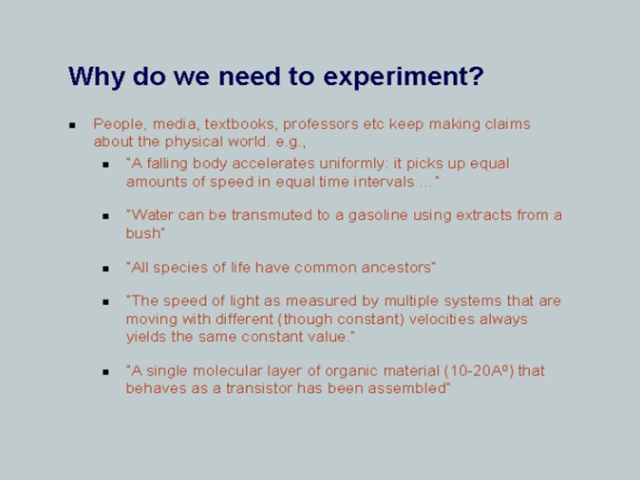 Why do we need to experiment?
People, media, textbooks, professors etc keep making claims
about the physical world. e.g.,
"A falling body accelerates uniformly: it picks up equal
amounts of speed in equal time intervals ..."
"Water can be transmuted to a gasoline using extracts from a
bush"
"All species of life have common ancestors"
"The speed of light as measured by multiple systems that are
moving with different (though constant) velocities always
yields the same constant value."
"A single molecular layer of organic material (10-20Aº) that
behaves as a transistor has been assembled"